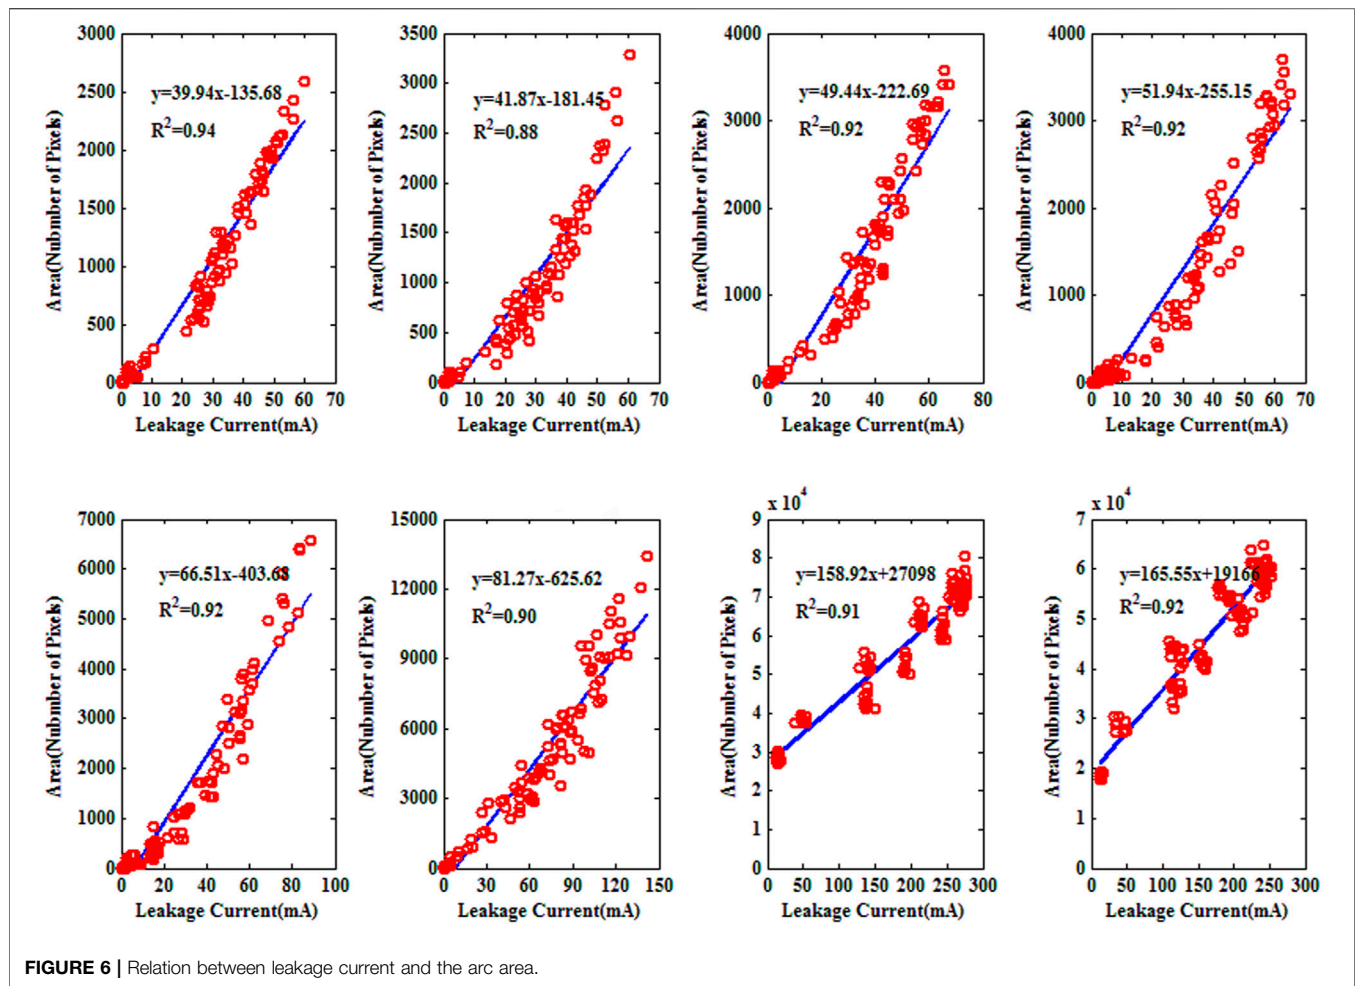 3000
2500
2000
1500
1000
500
0
0 10 20 30 40 50 60 70
Area(Nubmber of Pixels)
Leakage Current(mA)
y=39.94x-135.68
R²=0.94
3500
3000
2500
2000
1500
1000
500
0
0 10 20 30 40 50 60 70
Area(Nubmber of Pixels)
Leakage Current(mA)
y=41.87x-181.45
R²=0.88
4000
3000
2000
1000
0
0 20 40 60 80
Area(Nubmber of Pixels)
Leakage Current(mA)
y=49.44x-222.69
R²=0.92
4000
3000
2000
1000
0
0 10 20 30 40 50 60 70
Area(Nubmber of Pixels)
Leakage Current(mA)
y=51.94x-255.15
R²=0.92
7000
6000
5000
4000
3000
2000
1000
0
0 20 40 60 80 100
Area(Nubmber of Pixels)
Leakage Current(mA)
y=66.51x-403.68
R²=0.92
15000
12000
9000
6000
3000
0
0 30 60 90 120 150
Area(Nubmber of Pixels)
Leakage Current(mA)
y=81.27x-625.62
R²=0.90
x 10⁴
9
8
7
6
5
4
3
2
1
0
0 50 100 150 200 250 300
Area(Nubmber of Pixels)
Leakage Current(mA)
y=158.92x+27098
R²=0.91
x 10⁴
7
6
5
4
3
2
1
0
0 50 100 150 200 250 300
Area(Nubmber of Pixels)
Leakage Current(mA)
y=165.55x+19166
R²=0.92
FIGURE 6 | Relation between leakage current and the arc area.